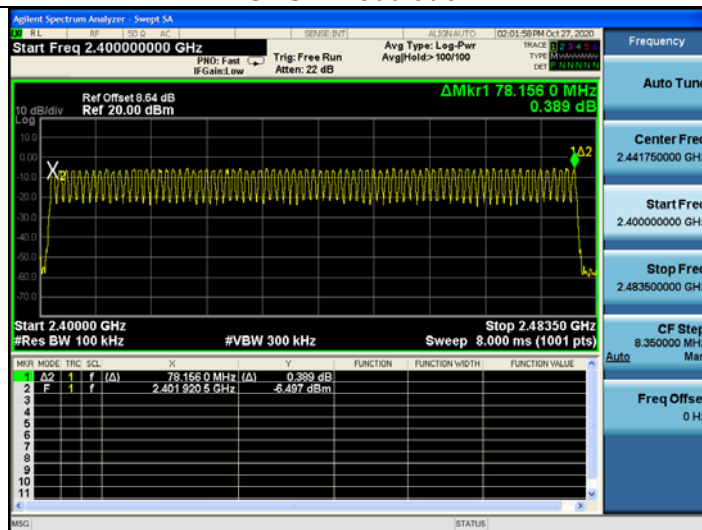 Agilent Spectrum Analyzer - Swept SA
RL RF 50 Ω AC SENSE:INT ALIGN AUTO 02:01:58 PM Oct 27, 2020
Start Freq 2.400000000 GHz
PNO: Fast
IFGain:Low
Trig: Free Run
Atten: 22 dB
Avg Type: Log-Pwr
Avg|Hold:> 100/100
TRACE 1 2 3 4 5 6
TYPE M W W W W W
DET P N N N N N
Ref Offset 8.64 dB
Ref 20.00 dBm
ΔMkr1 78.156 0 MHz
0.389 dB
10 dB/div
Log
10.0
0.00
-10.0
-20.0
-30.0
-40.0
-50.0
-60.0
-70.0
X2
1Δ2
Start 2.40000 GHz
Stop 2.48350 GHz
#Res BW 100 kHz
#VBW 300 kHz
Sweep 8.000 ms (1001 pts)
MKR MODE TRC SCL X Y FUNCTION FUNCTION WIDTH FUNCTION VALUE
1 Δ2 1 f (Δ) 78.156 0 MHz (Δ) 0.389 dB
2 F 1 f 2.401 920 5 GHz -6.497 dBm
3
4
5
6
7
8
9
10
11
MSG
STATUS
Frequency
Auto Tune
Center Freq
2.441750000 GHz
Start Freq
2.400000000 GHz
Stop Freq
2.483500000 GHz
CF Step
8.350000 MHz
Auto Man
Freq Offset
0 Hz